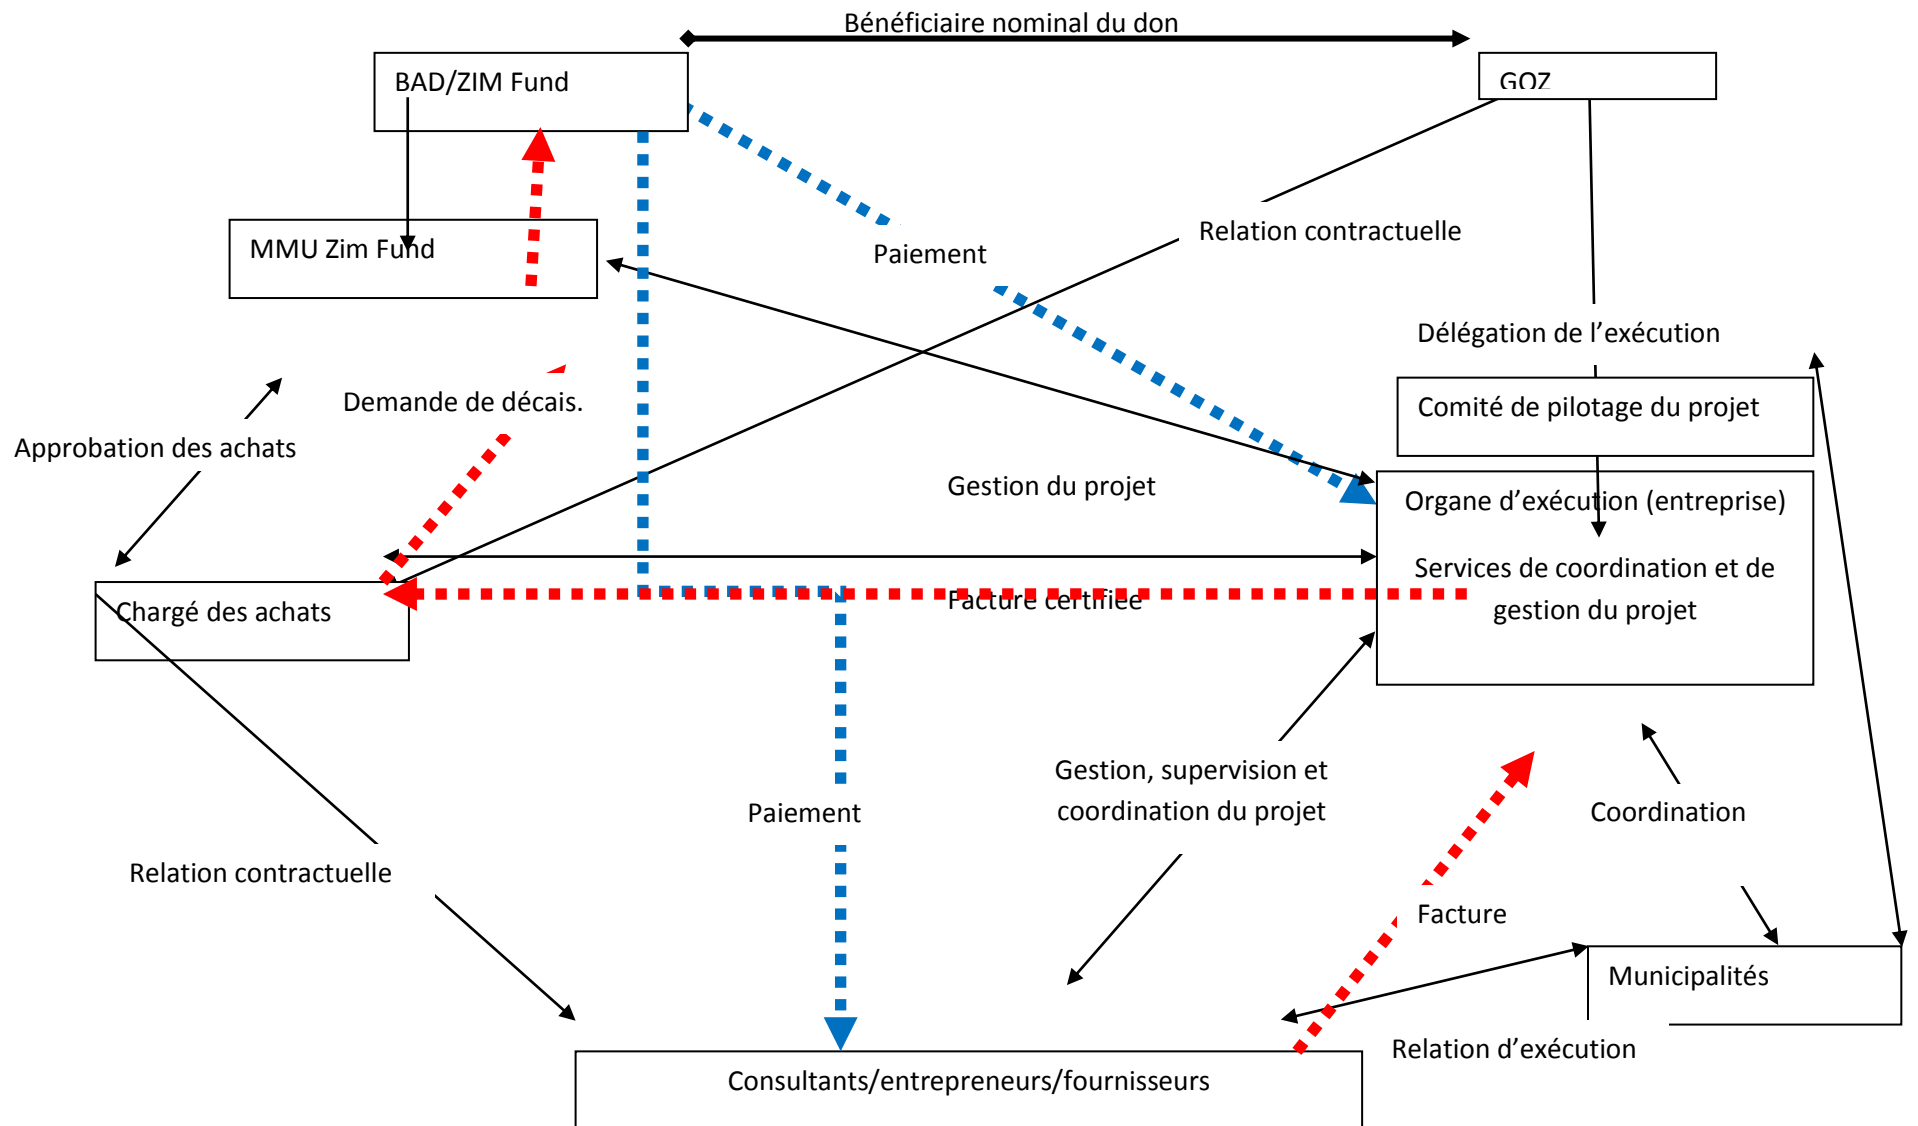 Bénéficiaire nominal du don
BAD/ZIM Fund
GOZ
MMU Zim Fund
Paiement
Relation contractuelle
Délégation de l'exécution
Demande de décais.
Comité de pilotage du projet
Approbation des achats
Gestion du projet
Organe d'exécution (entreprise)
Services de coordination et de
gestion du projet
Chargé des achats
Facture certifiée
Gestion, supervision et
coordination du projet
Paiement
Coordination
Relation contractuelle
Facture
Municipalités
Relation d'exécution
Consultants/entrepreneurs/fournisseurs